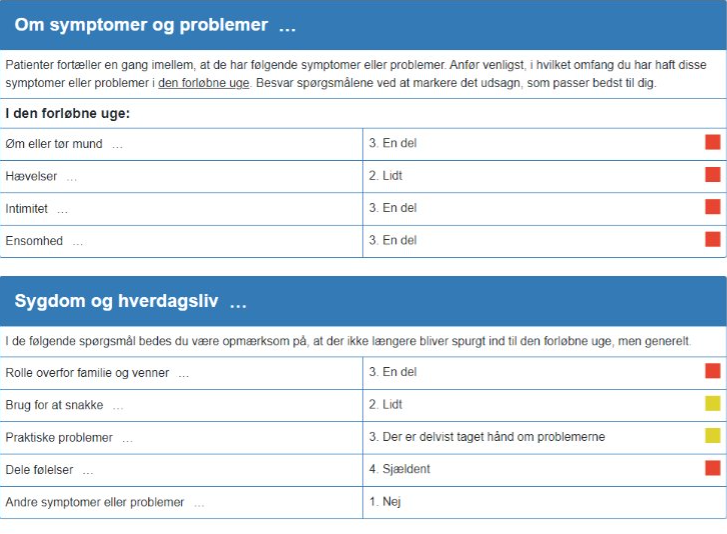 Om symptomer og problemer ...
Patienter fortæller en gang imellem, at de har følgende symptomer eller problemer. Anfør venligst, i hvilket omfang du har haft disse
symptomer eller problemer i den forløbne uge. Besvar spørgsmålene ved at markere det udsagn, som passer bedst til dig.
I den forløbne uge:
Øm eller tør mund ... 3. En del
Hævelser ... 2. Lidt
Intimitet ... 3. En del
Ensomhed ... 3. En del
Sygdom og hverdagsliv ...
I de følgende spørgsmål bedes du være opmærksom på, at der ikke længere bliver spurgt ind til den forløbne uge, men generelt.
Rolle overfor familie og venner ... 3. En del
Brug for at snakke ... 2. Lidt
Praktiske problemer ... 3. Der er delvist taget hånd om problemerne
Dele følelser ... 4. Sjældent
Andre symptomer eller problemer ... 1. Nej